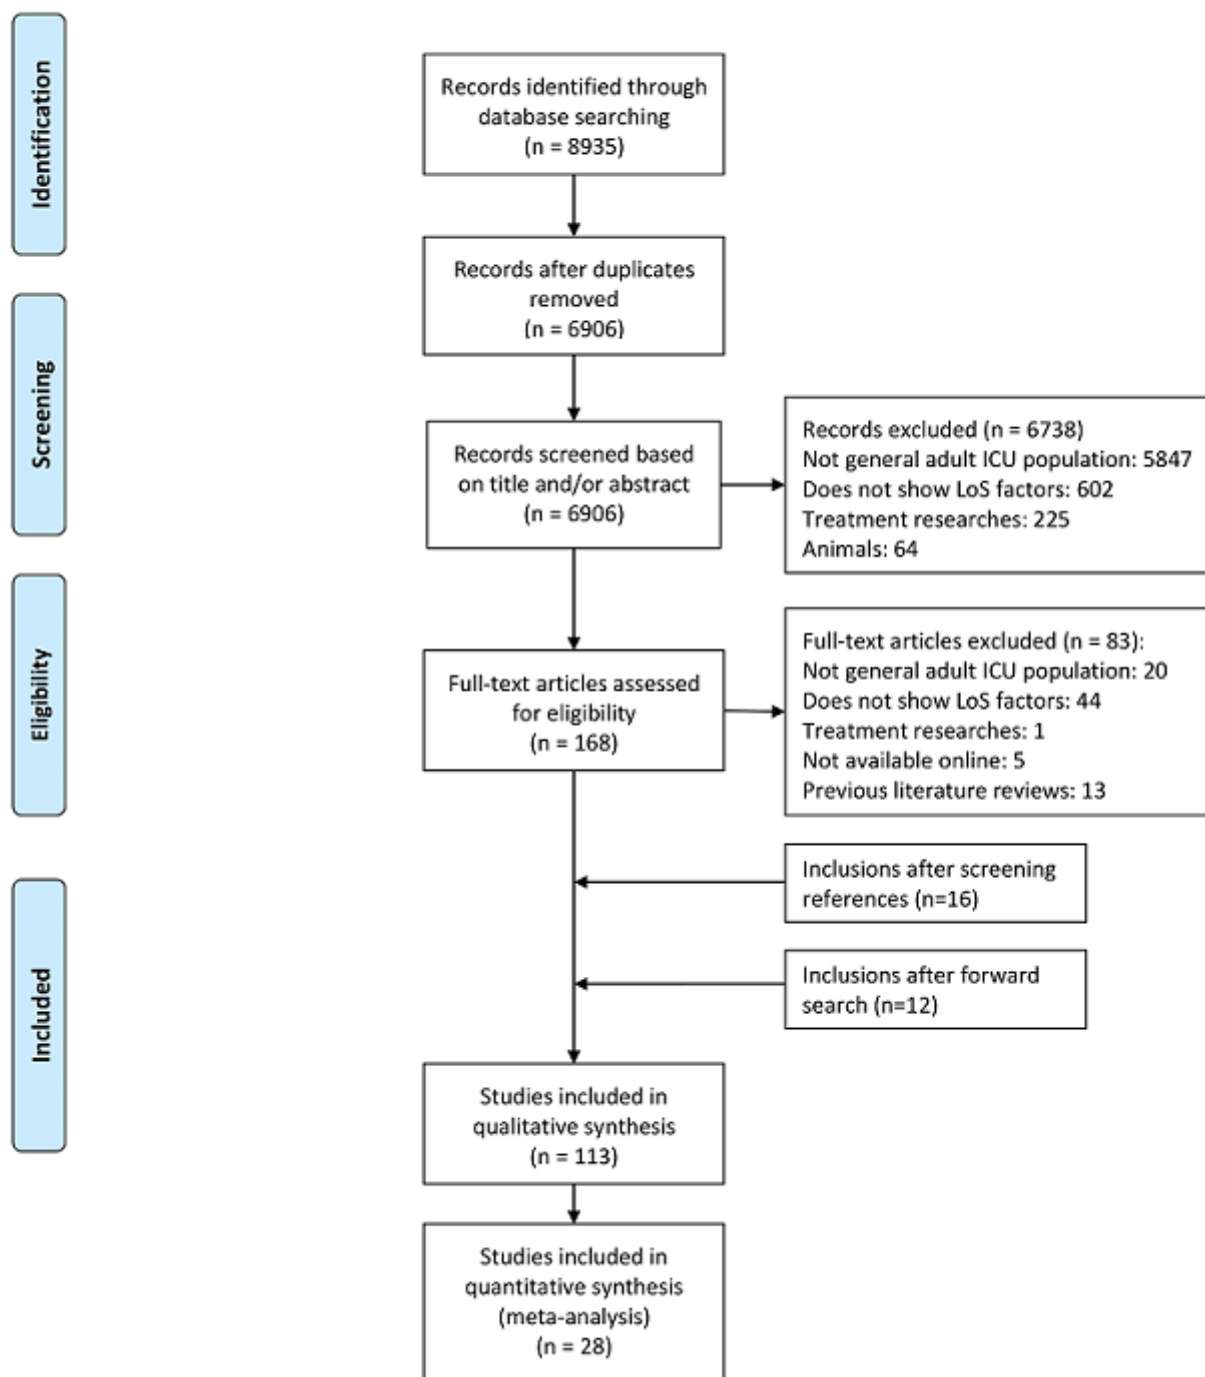 Identification
Records identified through
database searching
(n = 8935)
Records after duplicates
removed
(n = 6906)
Screening
Records screened based
on title and/or abstract
(n = 6906)
Records excluded (n = 6738)
Not general adult ICU population: 5847
Does not show LoS factors: 602
Treatment researches: 225
Animals: 64
Eligibility
Full-text articles assessed
for eligibility
(n = 168)
Full-text articles excluded (n = 83):
Not general adult ICU population: 20
Does not show LoS factors: 44
Treatment researches: 1
Not available online: 5
Previous literature reviews: 13
Inclusions after screening
references (n=16)
Included
Inclusions after forward
search (n=12)
Studies included in
qualitative synthesis
(n = 113)
Studies included in
quantitative synthesis
(meta-analysis)
(n = 28)